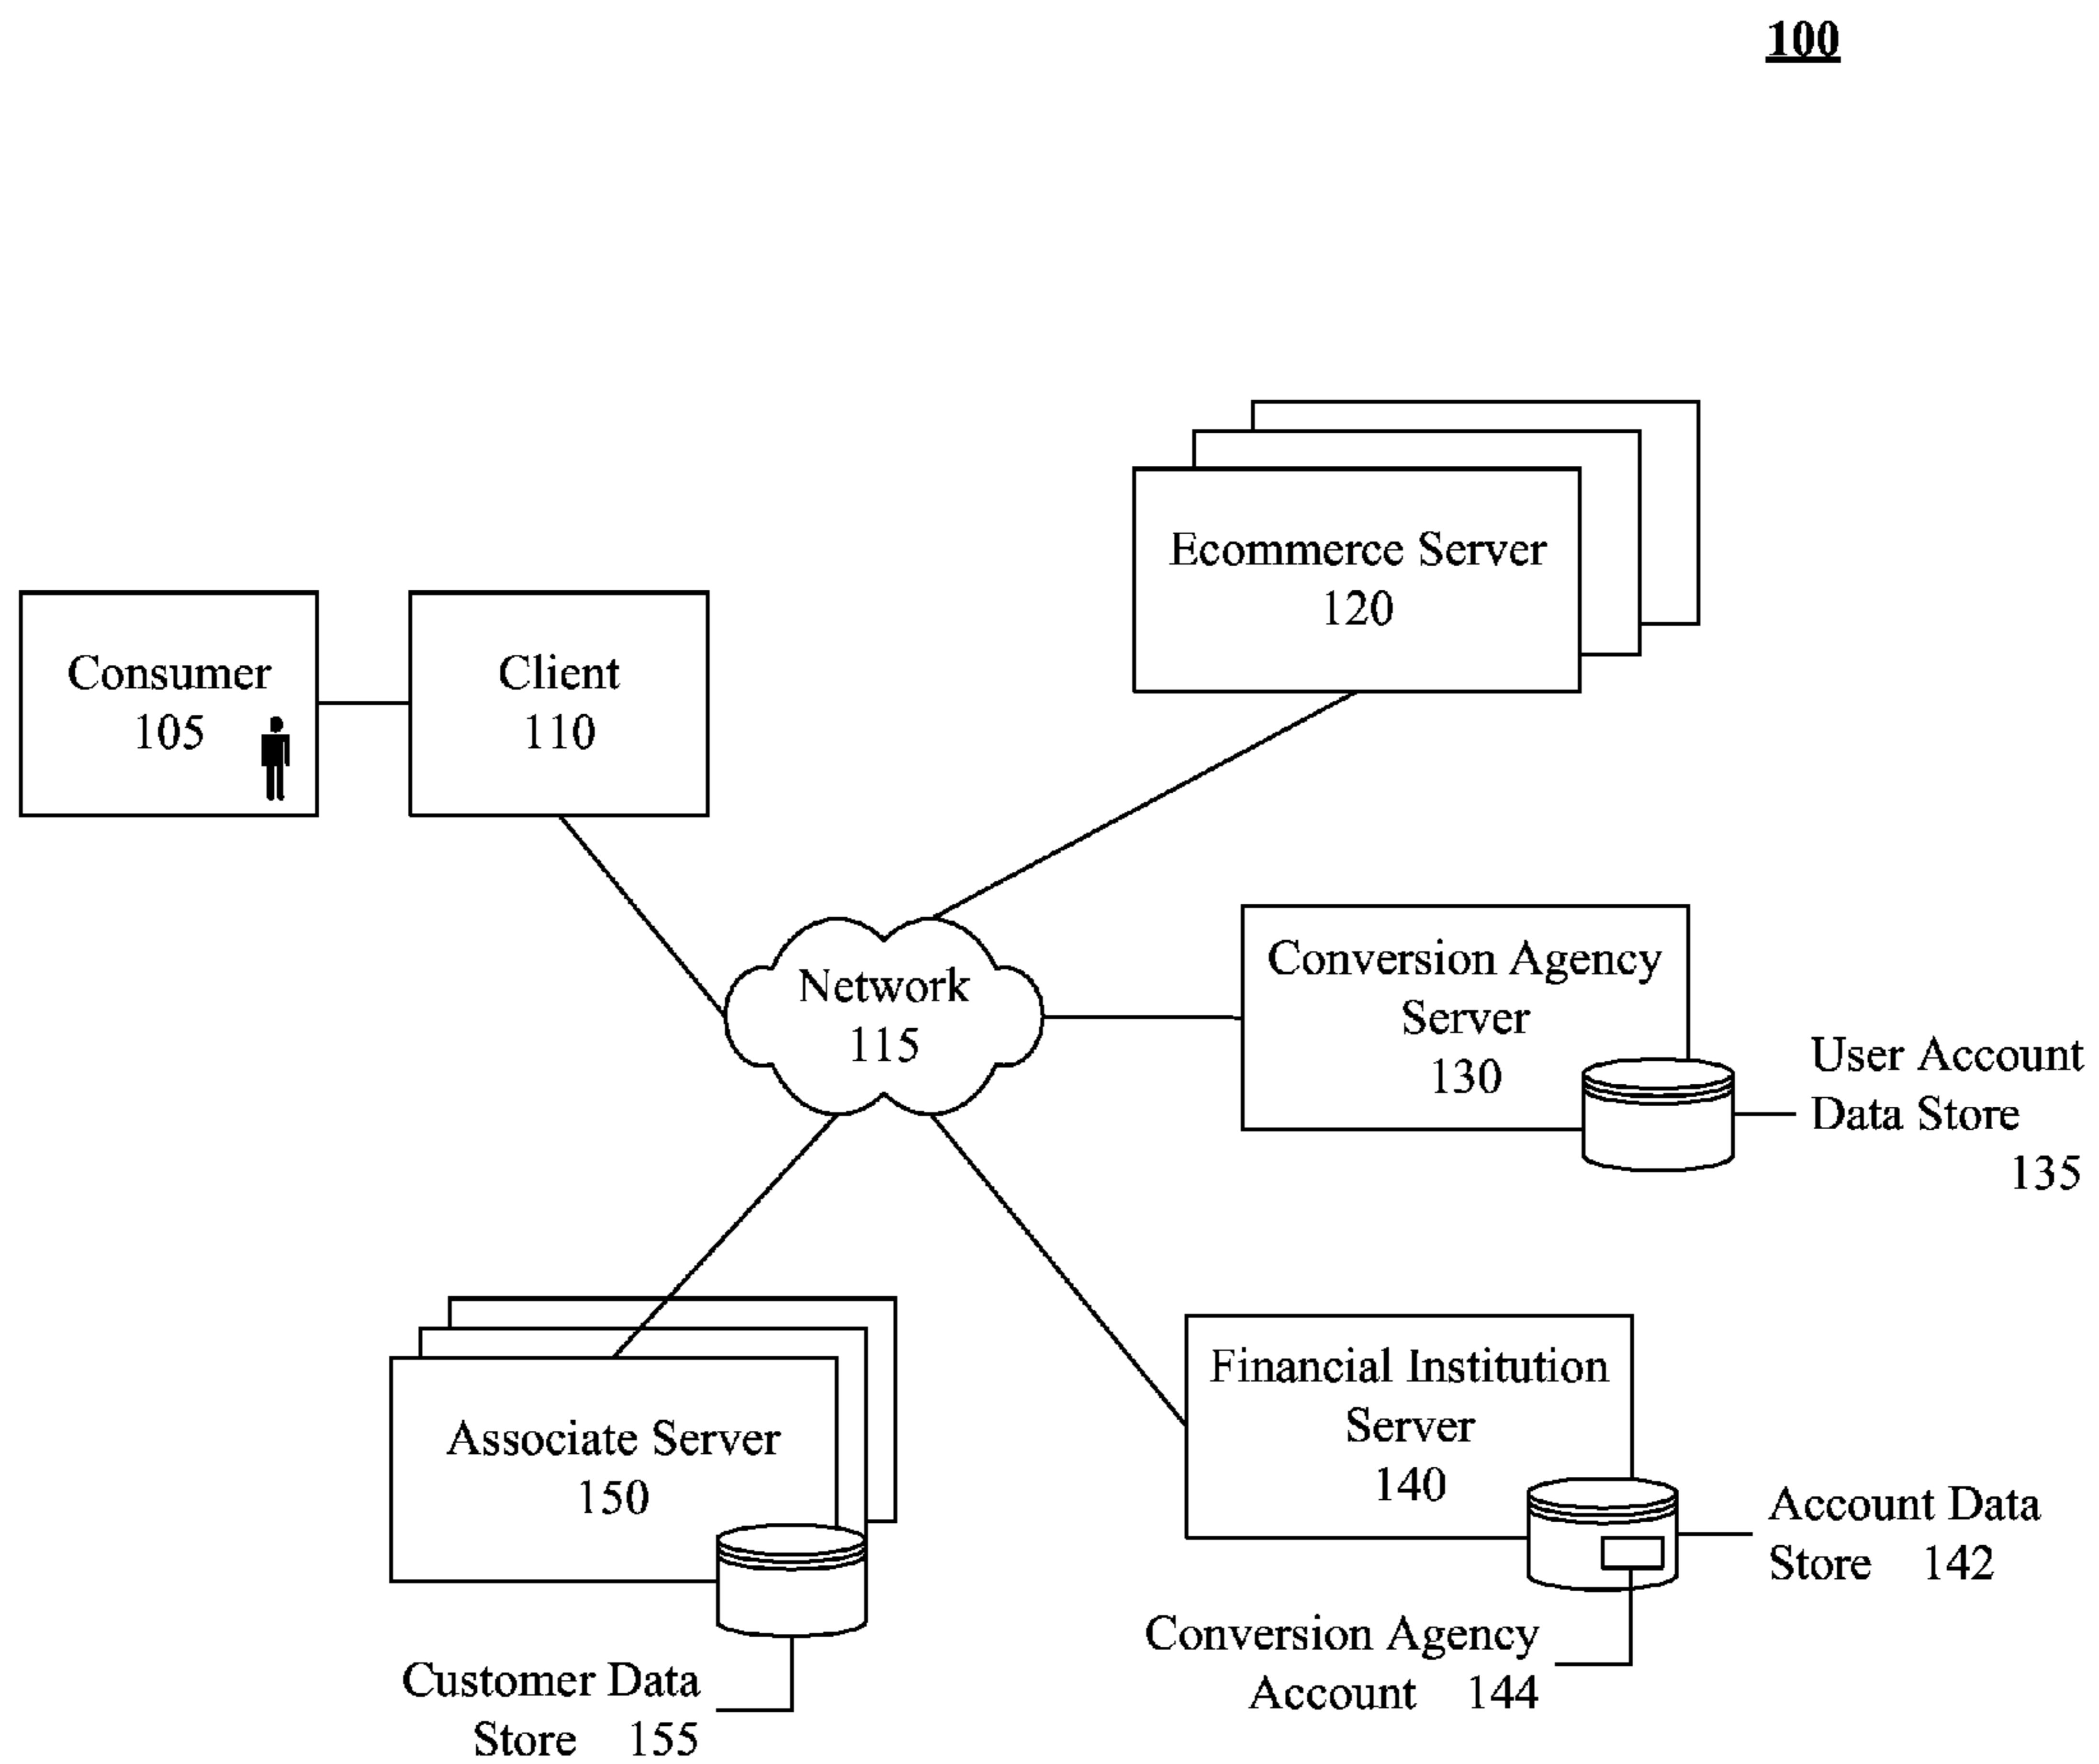 100
Ecommerce Server
120
Consumer
105
Client
110
Network
115
Conversion Agency
Server
130
User Account
Data Store
135
Associate Server
150
Customer Data
Store 155
Financial Institution
Server
140
Account Data
Store 142
Conversion Agency
Account 144